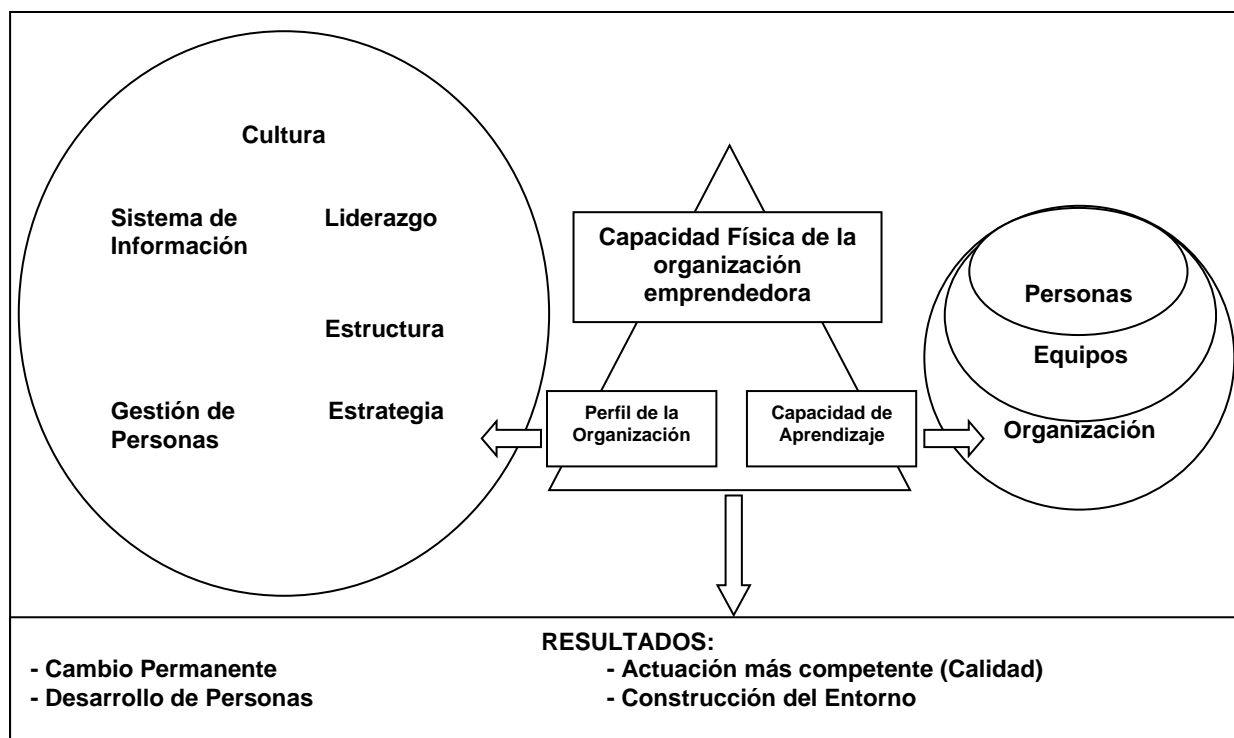 Cultura
Sistema de
Información
Liderazgo
Estructura
Gestión de
Personas
Estrategia
Capacidad Física de la
organización
emprendedora
Perfil de la
Organización
Capacidad de
Aprendizaje
Personas
Equipos
Organización
RESULTADOS:
- Cambio Permanente
- Desarrollo de Personas
- Actuación más competente (Calidad)
- Construcción del Entorno